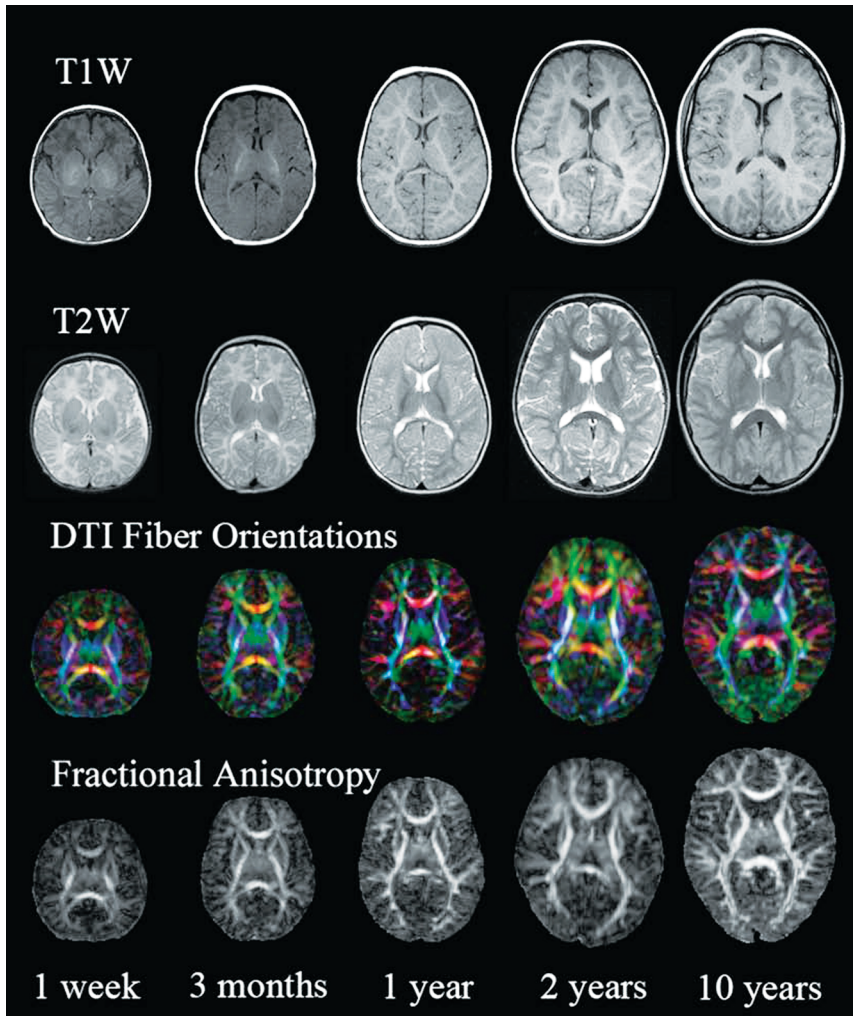 T1W
T2W
DTI Fiber Orientations
Fractional Anisotropy
1 week 3 months 1 year 2 years 10 years